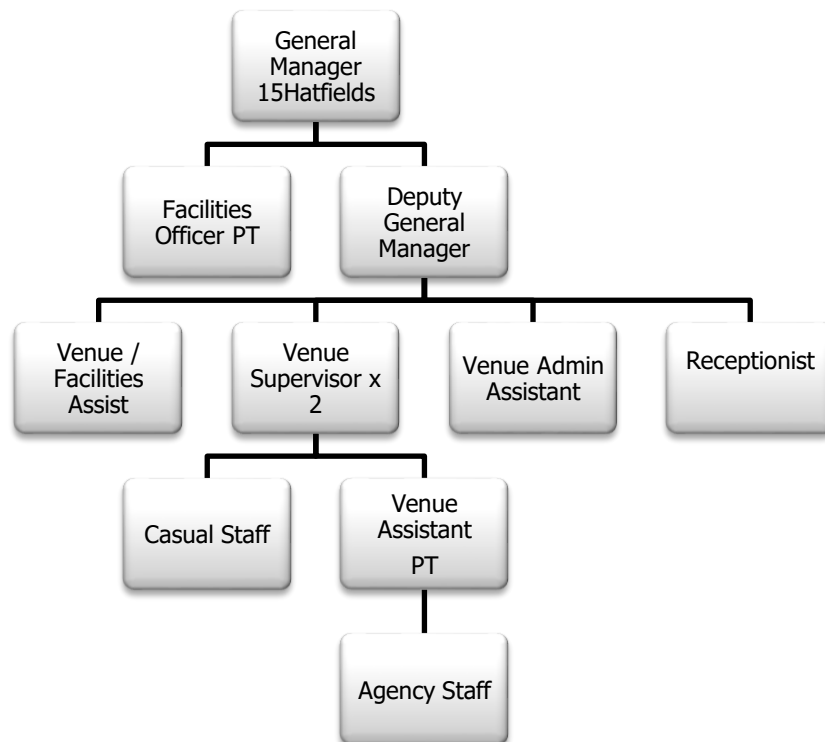 General
Manager
15Hatfields
Facilities
Officer PT
Deputy
General
Manager
Venue /
Facilities
Assist
Venue
Supervisor x
2
Venue Admin
Assistant
Receptionist
Casual Staff
Venue
Assistant
PT
Agency Staff